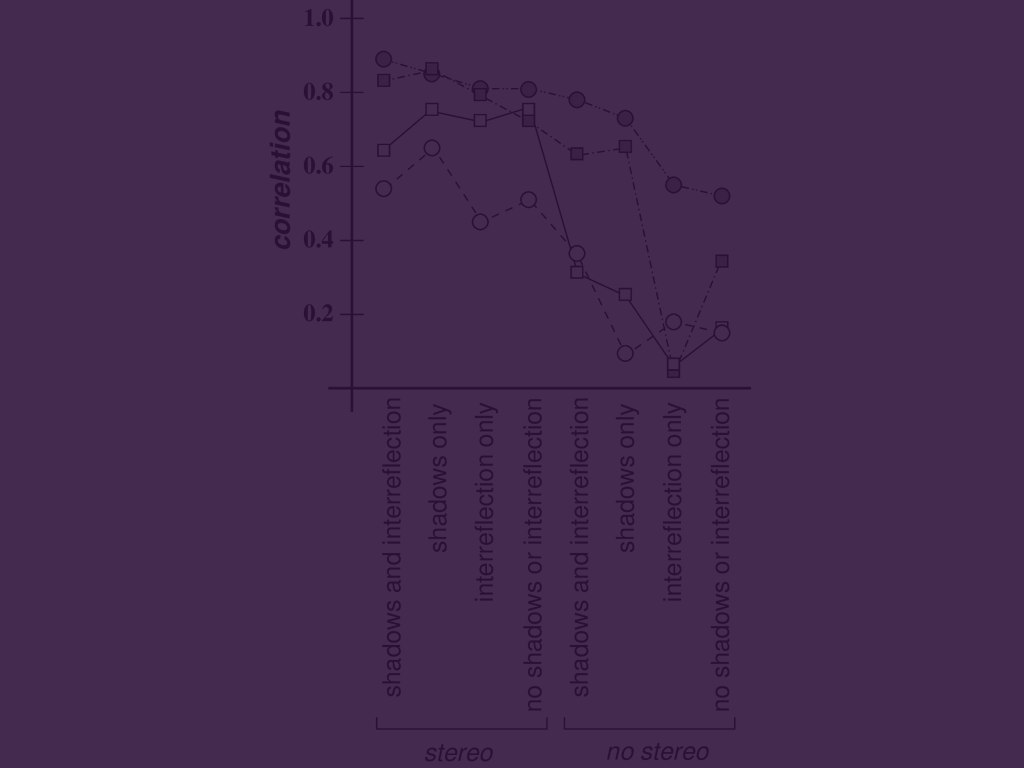 1.0
0.8
0.6
0.4
0.2
correlation
shadows and interreflection
shadows only
interreflection only
no shadows or interreflection
shadows and interreflection
shadows only
interreflection only
no shadows or interreflection
stereo
no stereo